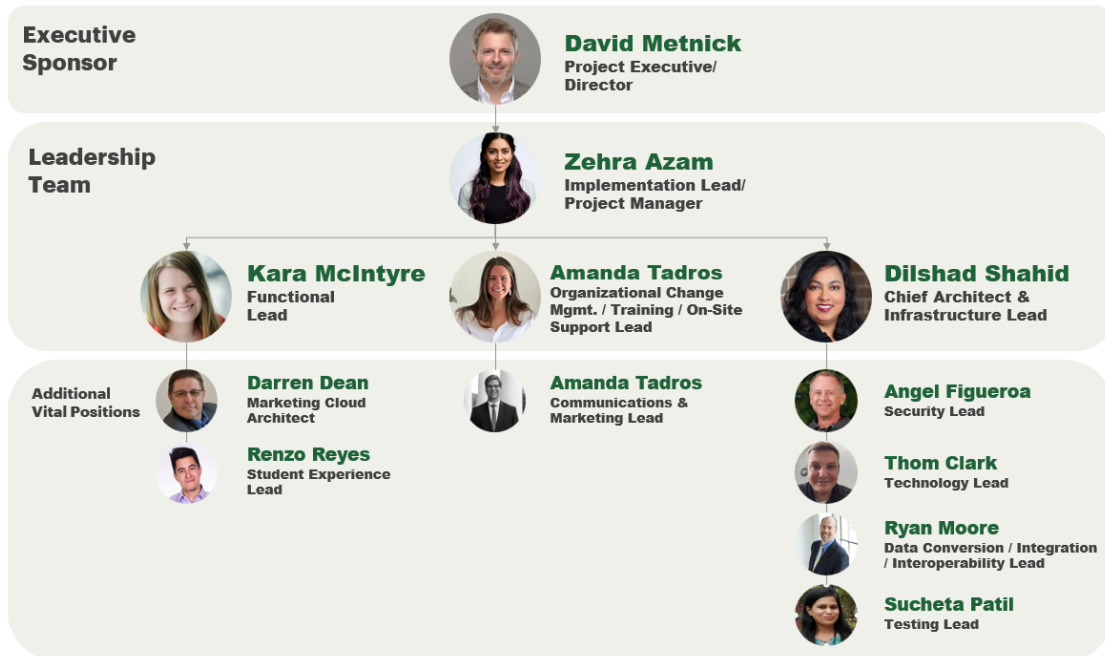 Executive
Sponsor
David Metnick
Project Executive/
Director
Leadership
Team
Zehra Azam
Implementation Lead/
Project Manager
Kara McIntyre
Functional
Lead
Amanda Tadros
Organizational Change
Mgmt. / Training / On-Site
Support Lead
Dilshad Shahid
Chief Architect &
Infrastructure Lead
Additional
Vital Positions
Darren Dean
Marketing Cloud
Architect
Renzo Reyes
Student Experience
Lead
Amanda Tadros
Communications &
Marketing Lead
Angel Figueroa
Security Lead
Thom Clark
Technology Lead
Ryan Moore
Data Conversion / Integration
/ Interoperability Lead
Sucheta Patil
Testing Lead